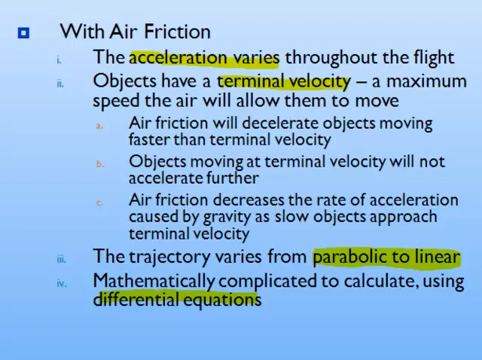 With Air Friction
i. The acceleration varies throughout the flight
ii. Objects have a terminal velocity – a maximum
speed the air will allow them to move
a. Air friction will decelerate objects moving
faster than terminal velocity
b. Objects moving at terminal velocity will not
accelerate further
c. Air friction decreases the rate of acceleration
caused by gravity as slow objects approach
terminal velocity
iii. The trajectory varies from parabolic to linear
iv. Mathematically complicated to calculate, using
differential equations